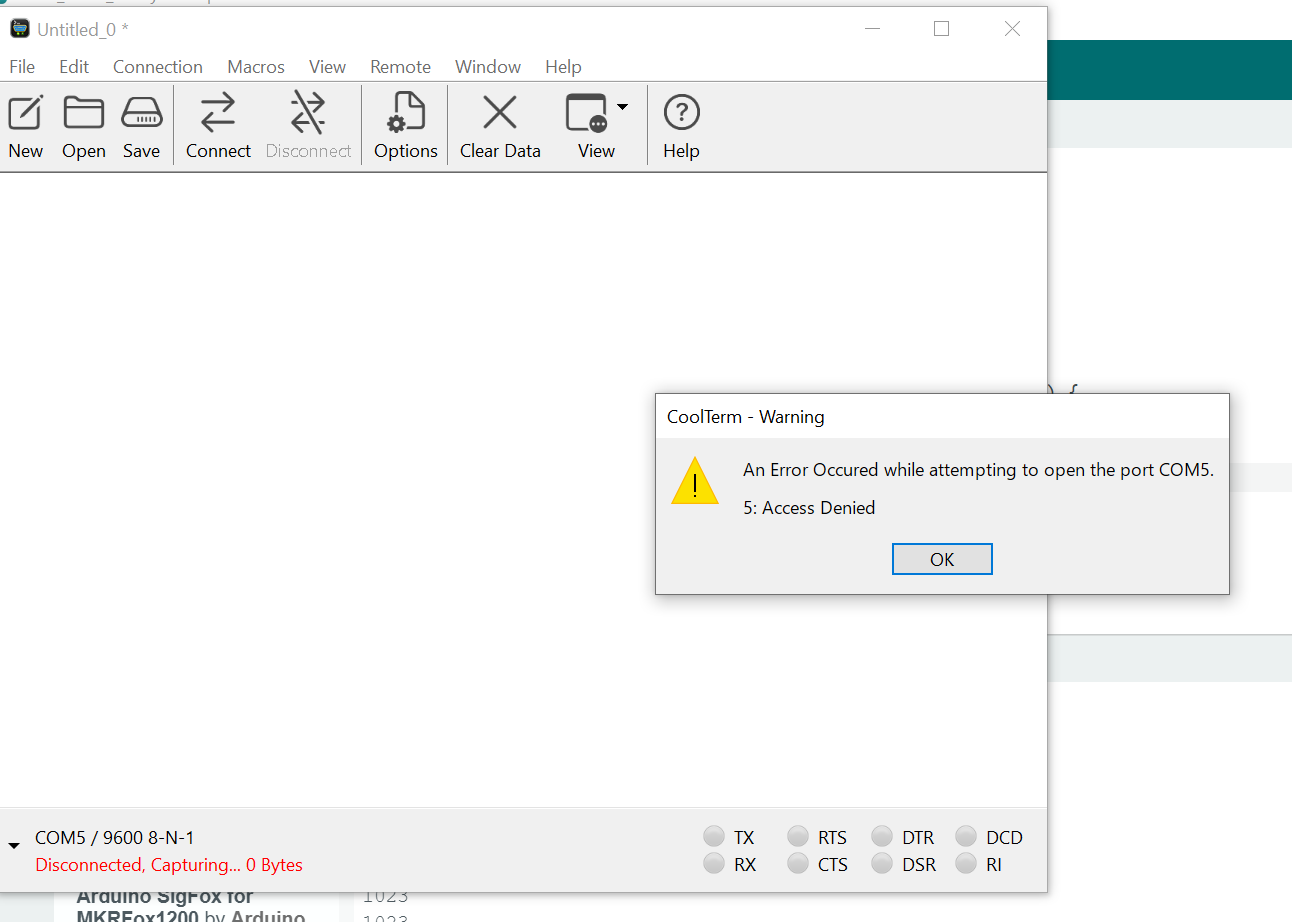 Untitled_0 *
File Edit Connection Macros View Remote Window Help
New Open Save Connect Disconnect Options Clear Data View Help
) {
CoolTerm - Warning
An Error Occured while attempting to open the port COM5.
5: Access Denied
OK
COM5 / 9600 8-N-1
Disconnected, Capturing... 0 Bytes
TX RTS DTR DCD
RX CTS DSR RI
Arduino SigFox for
MKRFox1200 by Arduino
1023
1023